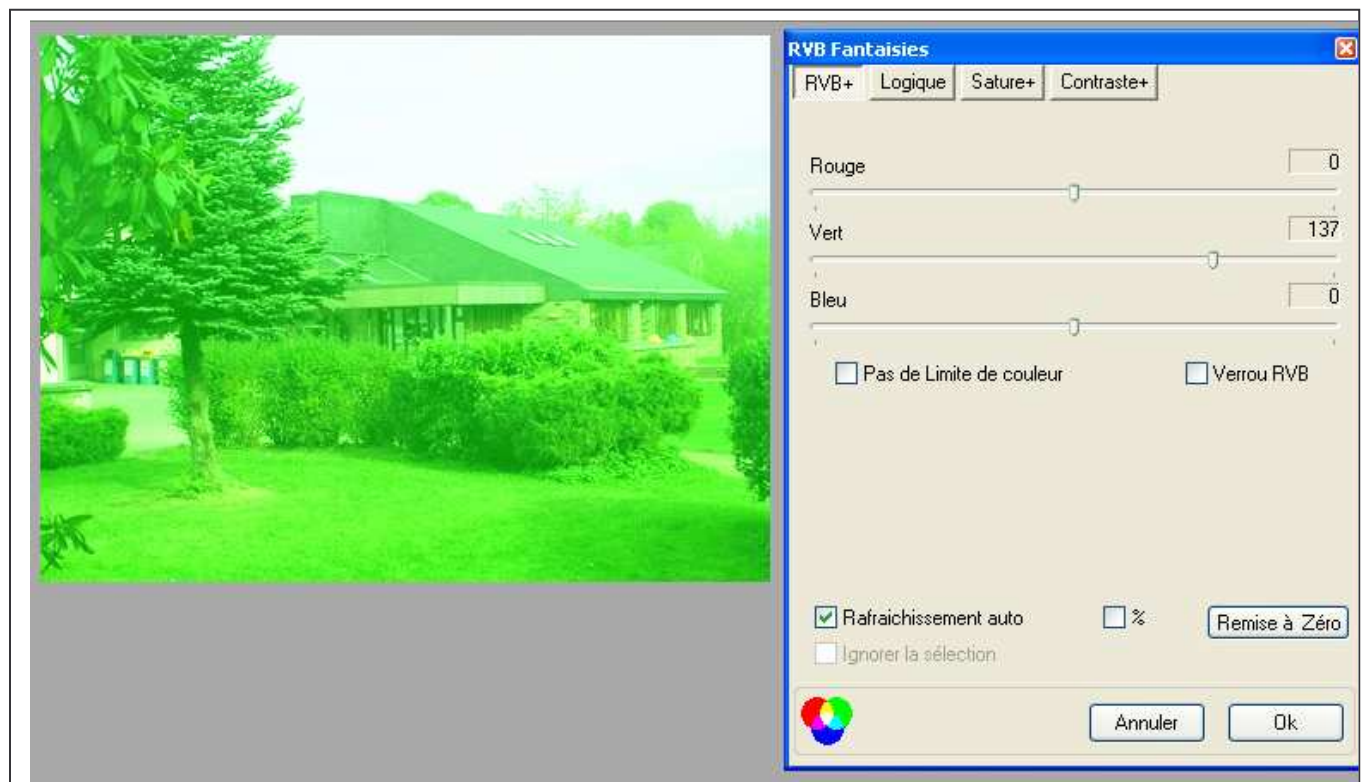 RVB Fantaisies
RVB+ Logique Sature+ Contraste+
Rouge 0
Vert 137
Bleu 0
Pas de Limite de couleur Verrou RVB
Rafraichissement auto % Remise à Zéro
Ignorer la sélection
Annuler Ok